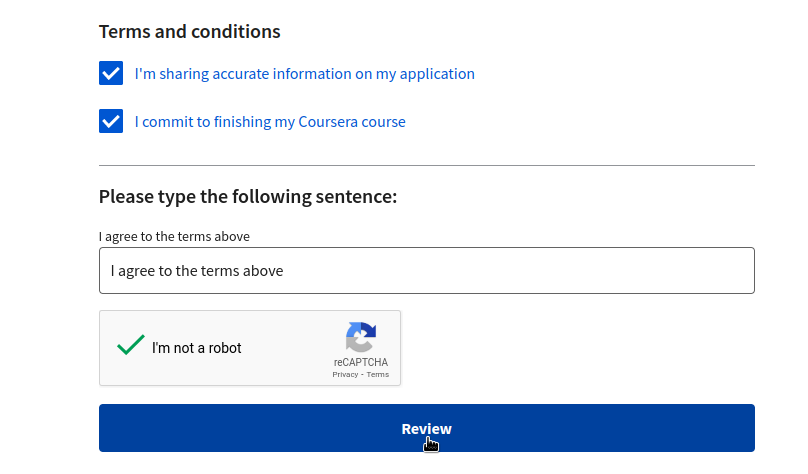 Terms and conditions
I'm sharing accurate information on my application
I commit to finishing my Coursera course
Please type the following sentence:
I agree to the terms above
I agree to the terms above
I'm not a robot
reCAPTCHA
Privacy - Terms
Review